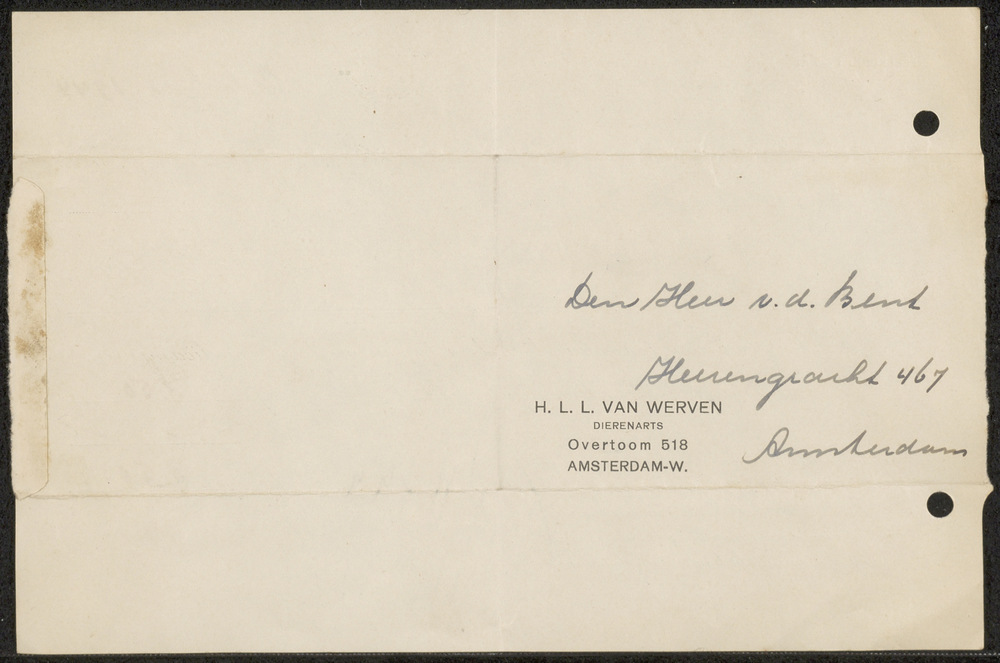 Den Heer v.d. Bent
Heerengracht 467
H. L. L. VAN WERVEN
DIERENARTS
Overtoom 518
AMSTERDAM-W.
Amsterdam